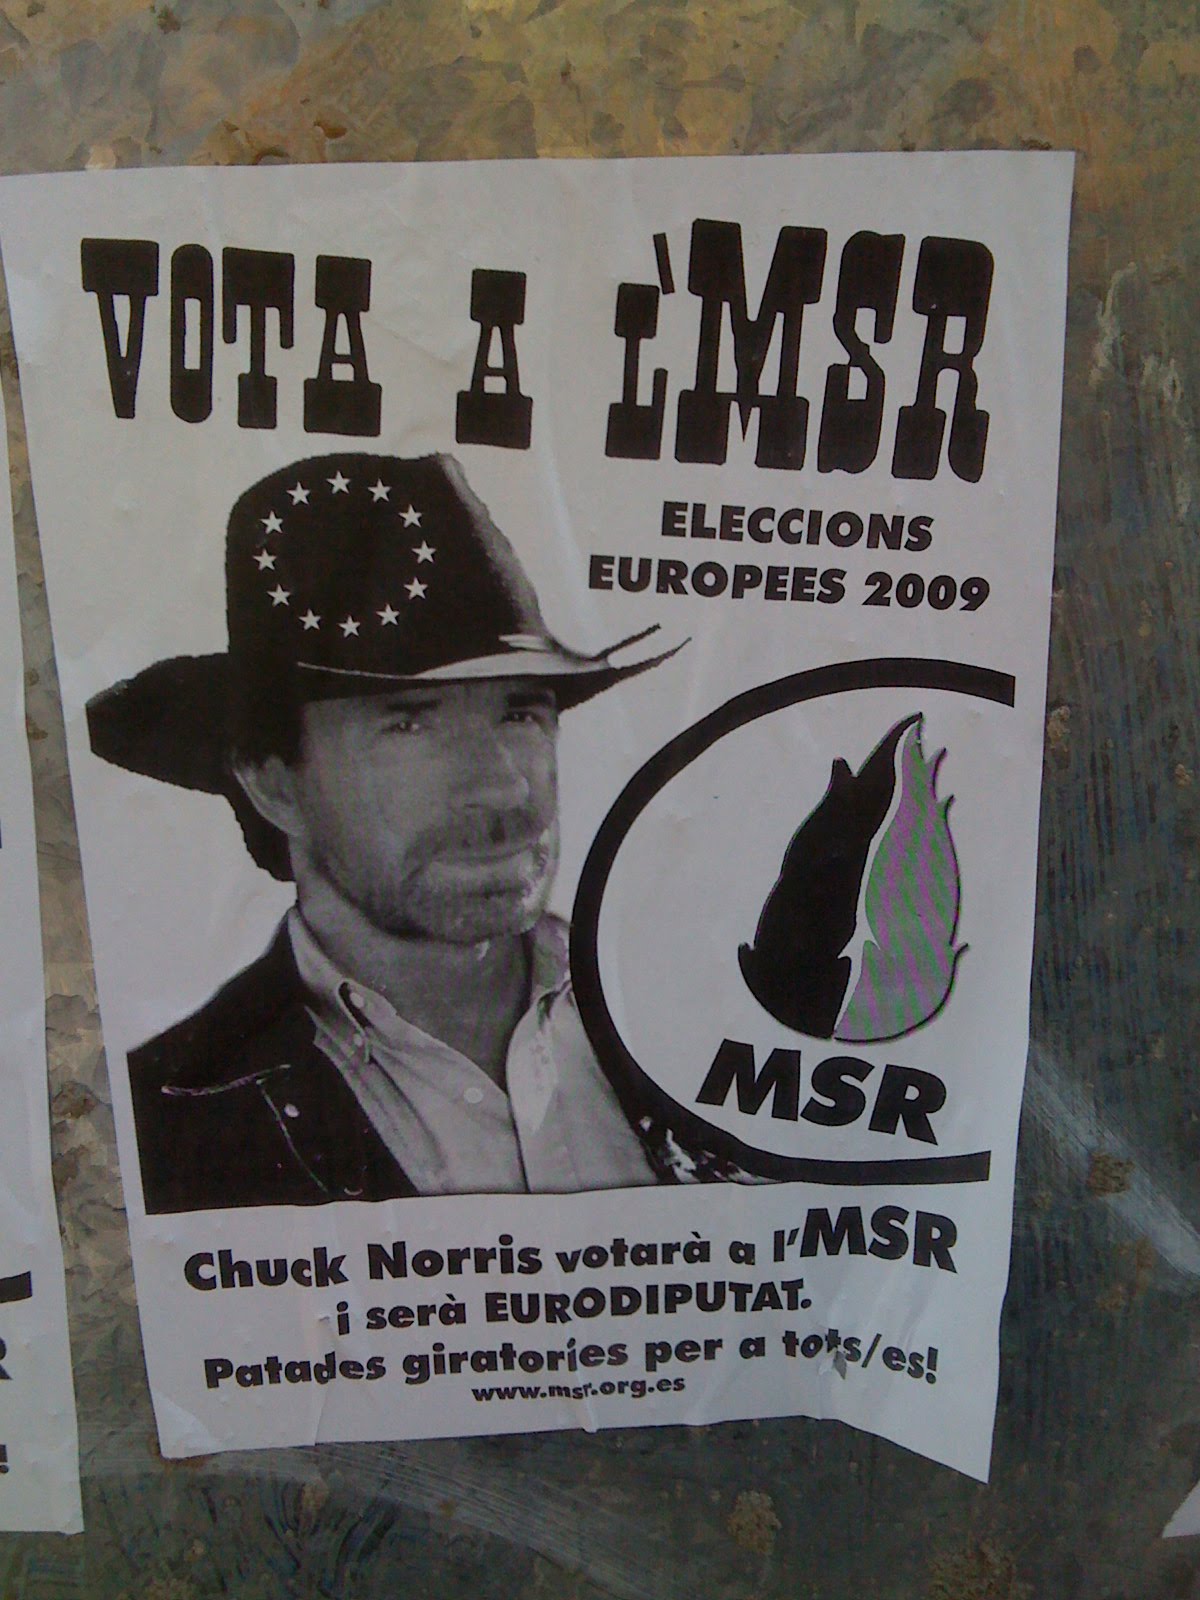 VOTA A L'MSR
ELECCIONS
EUROPEES 2009
MSR
Chuck Norris votarà a l'MSR
i serà EURODIPUTAT.
Patades giratories per a tots/es!
www.msr.org.es
R
!